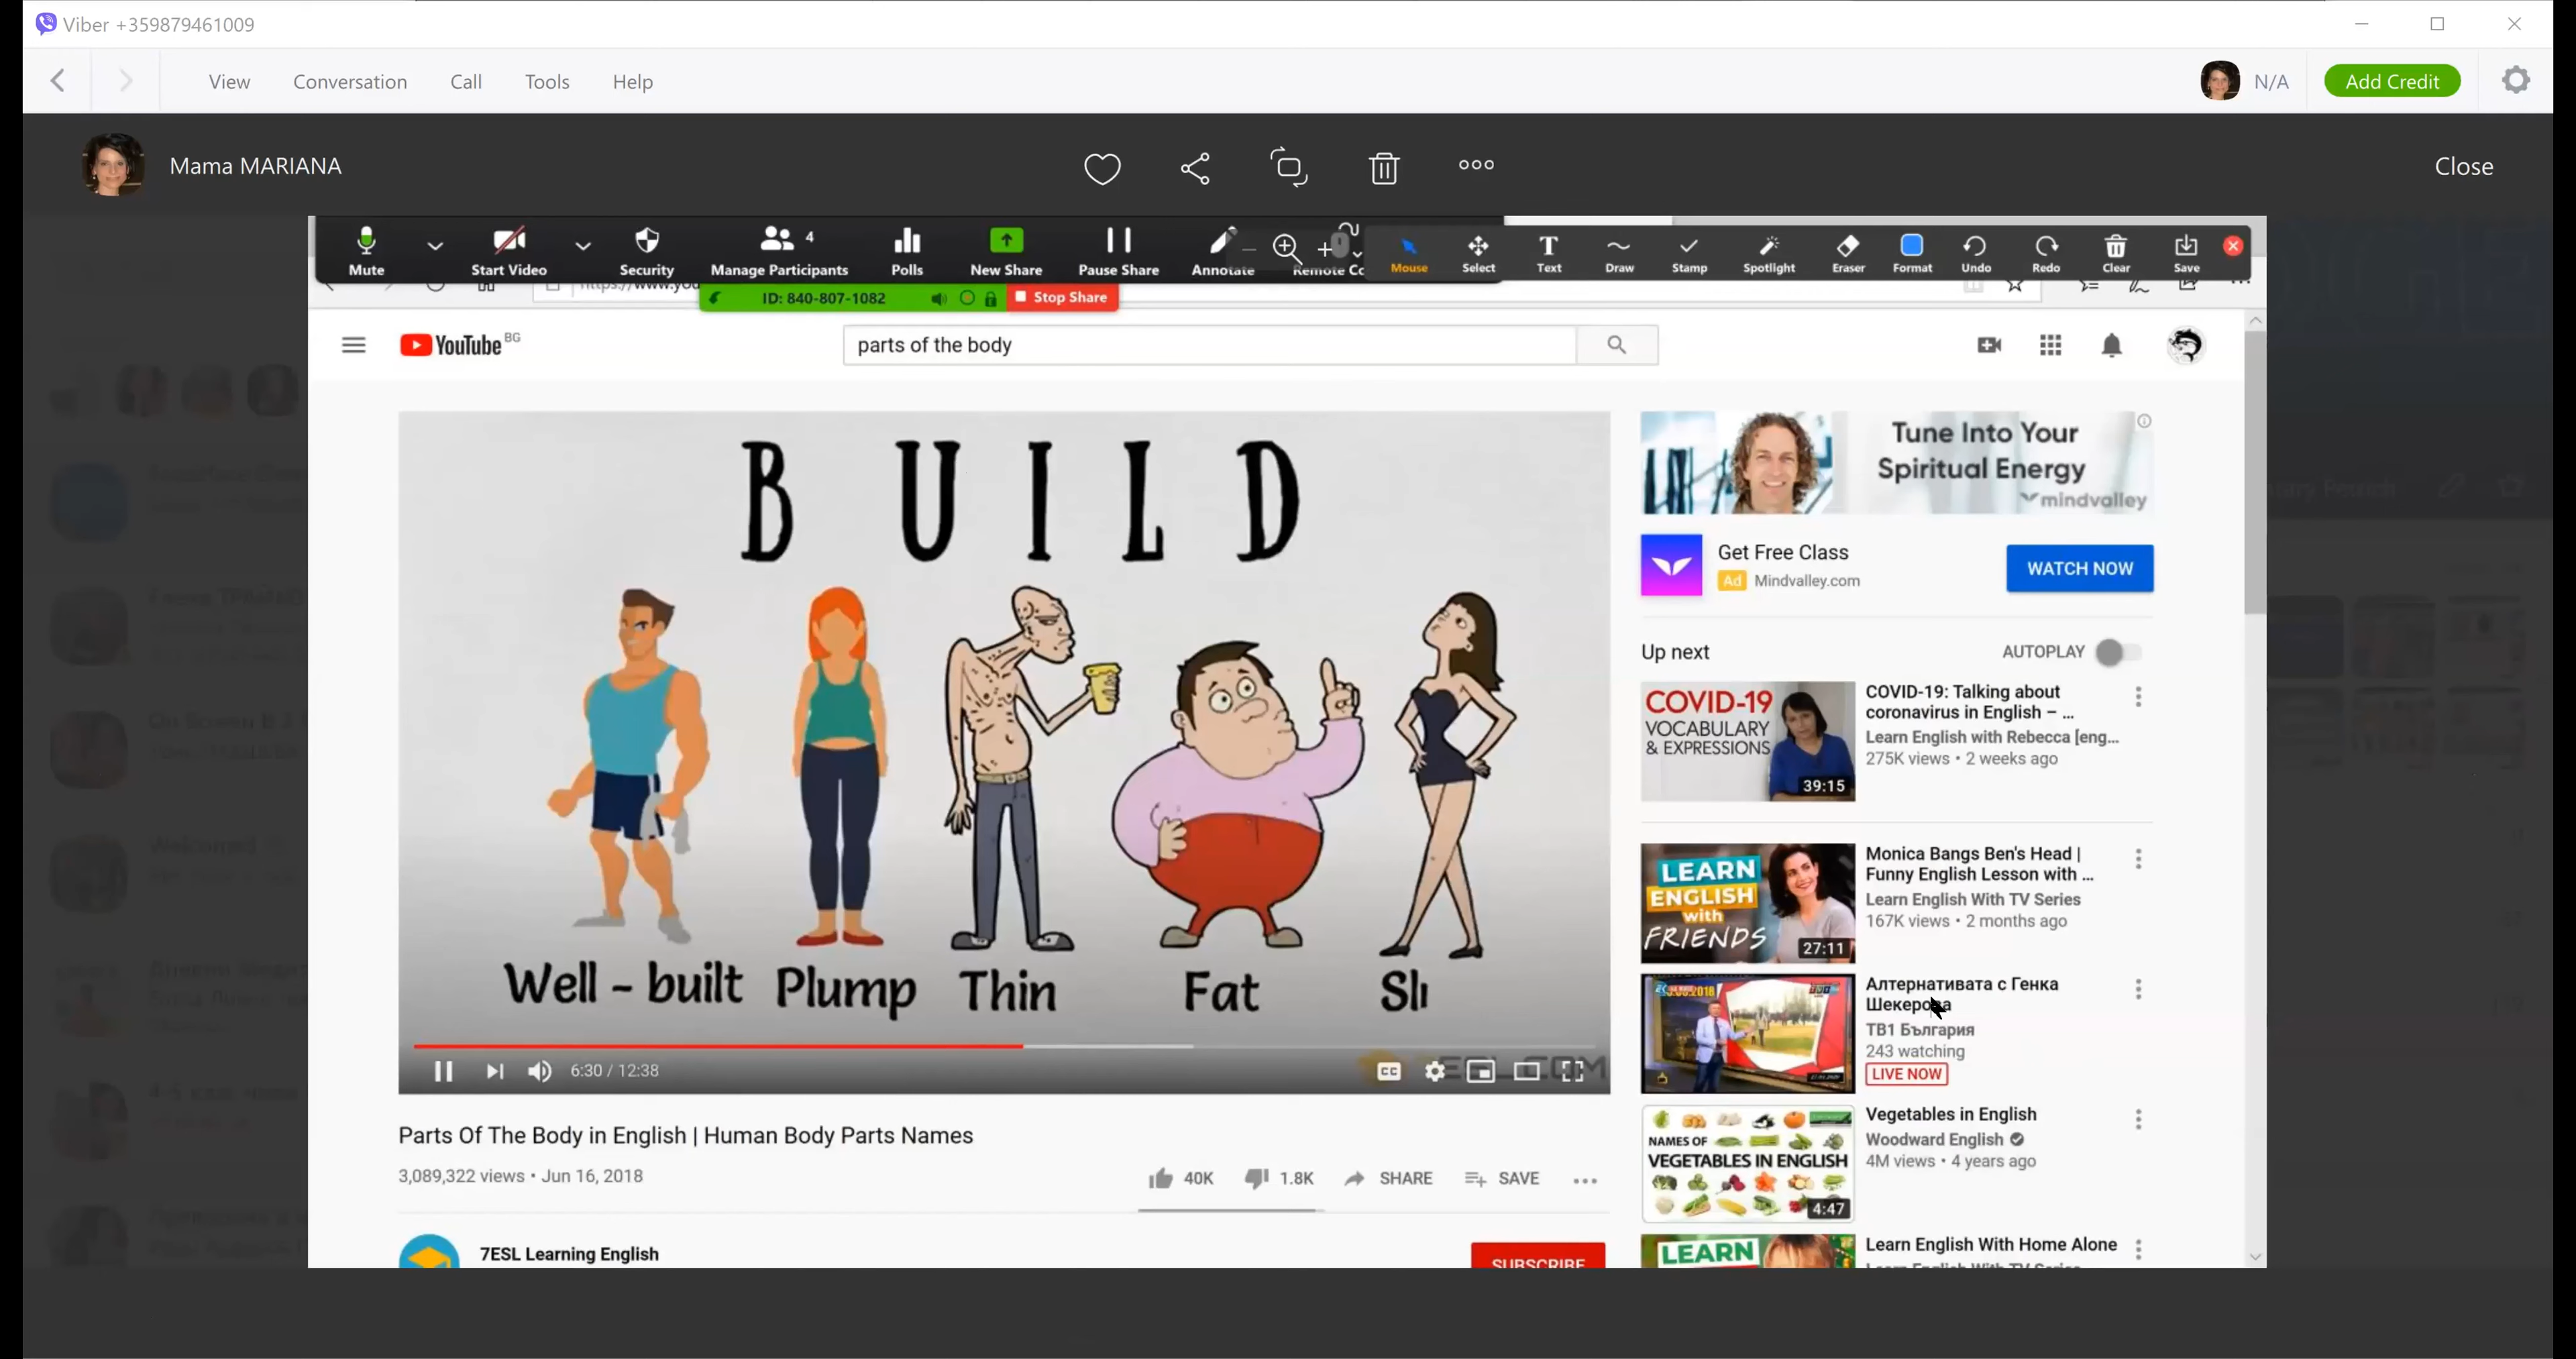 Viber +359879461009
View Conversation Call Tools Help
N/A Add Credit
Mama MARIANA
Close
Mute Start Video Security Manage Participants 4 Polls New Share Pause Share Annotate Mouse Select Text Draw Stamp Spotlight Eraser Format Undo Redo Clear Save
ID: 840-807-1082 Stop Share
YouTube BG
parts of the body
BUILD
Well - built Plump Thin Fat
6:30 / 12:38
CC
Parts Of The Body in English | Human Body Parts Names
3,089,322 views • Jun 16, 2018
40K 1.8K SHARE SAVE
7ESL Learning English
SUBSCRIBE
Tune Into Your
Spiritual Energy
mindvalley
Get Free Class
Ad Mindvalley.com
WATCH NOW
Up next AUTOPLAY
COVID-19
VOCABULARY
& EXPRESSIONS
39:15
COVID-19: Talking about
coronavirus in English – ...
Learn English with Rebecca [eng...
275K views • 2 weeks ago
LEARN
ENGLISH
with
FRIENDS
27:11
Monica Bangs Ben's Head |
Funny English Lesson with ...
Learn English With TV Series
167K views • 2 months ago
Алтернативата с Генка
Шекерова
ТВ1 България
243 watching
LIVE NOW
NAMES OF
VEGETABLES IN ENGLISH
4:47
Vegetables in English
Woodward English
4M views • 4 years ago
LEARN
Learn English With Home Alone